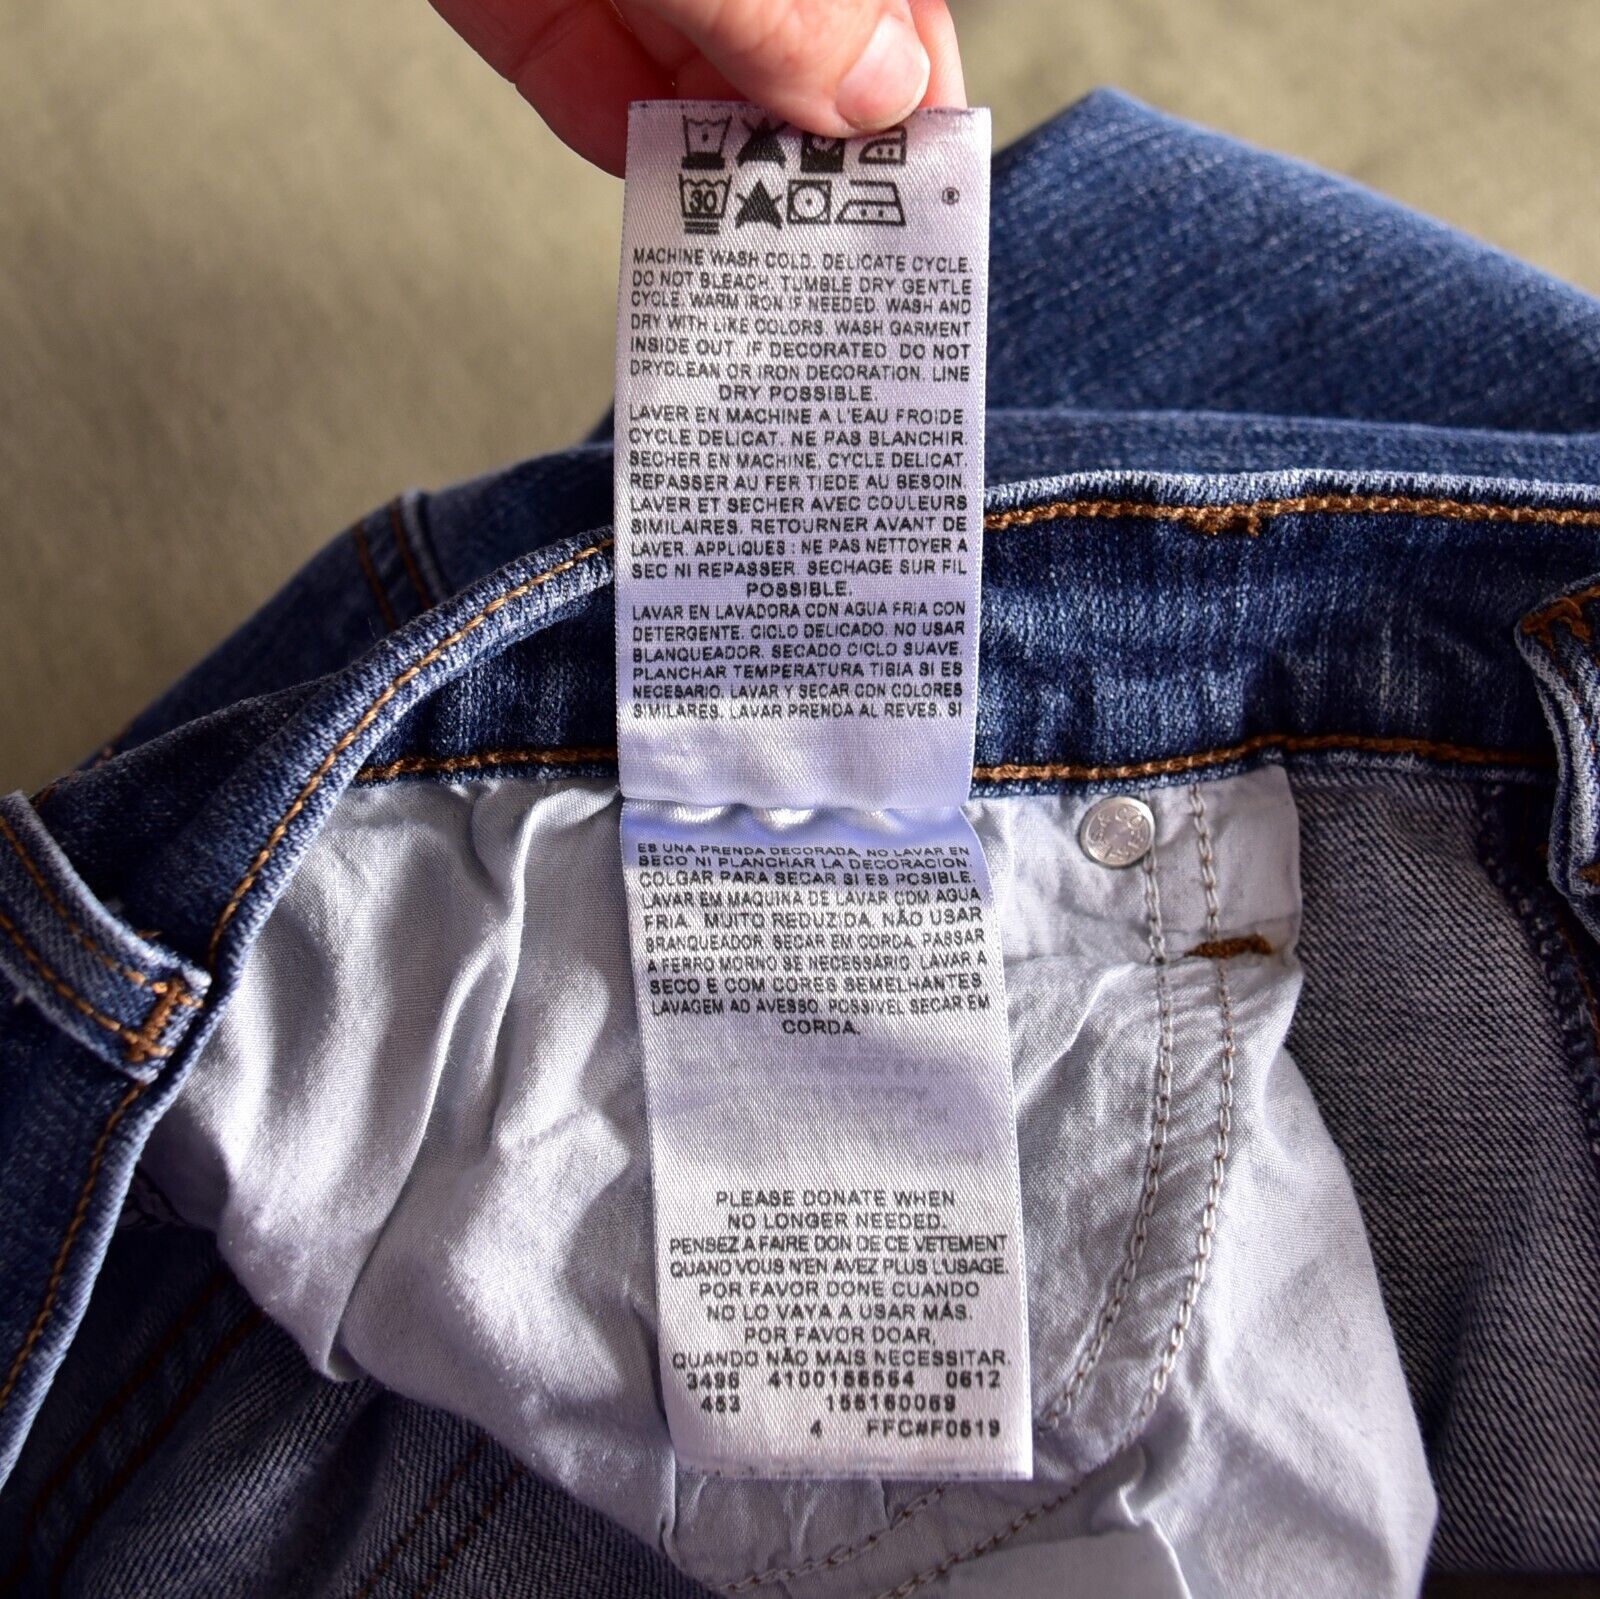 30
®
MACHINE WASH COLD. DELICATE CYCLE.
DO NOT BLEACH. TUMBLE DRY GENTLE
CYCLE. WARM IRON IF NEEDED. WASH AND
DRY WITH LIKE COLORS. WASH GARMENT
INSIDE OUT. IF DECORATED DO NOT
DRYCLEAN OR IRON DECORATION. LINE
DRY POSSIBLE.
LAVER EN MACHINE A L'EAU FROIDE
CYCLE DELICAT. NE PAS BLANCHIR.
SECHER EN MACHINE, CYCLE DELICAT.
REPASSER AU FER TIEDE AU BESOIN.
LAVER ET SECHER AVEC COULEURS
SIMILAIRES. RETOURNER AVANT DE
LAVER. APPLIQUES : NE PAS NETTOYER A
SEC NI REPASSER. SECHAGE SUR FIL
POSSIBLE.
LAVAR EN LAVADORA CON AGUA FRIA CON
DETERGENTE. CICLO DELICADO. NO USAR
BLANQUEADOR. SECADO CICLO SUAVE.
PLANCHAR TEMPERATURA TIBIA SI ES
NECESARIO. LAVAR Y SECAR CON COLORES
SIMILARES. LAVAR PRENDA AL REVES. SI
ES UNA PRENDA DECORADA, NO LAVAR EN
SECO NI PLANCHAR LA DECORACION.
COLGAR PARA SECAR SI ES POSIBLE.
LAVAR EM MAQUINA DE LAVAR COM AGUA
FRIA. MUITO REDUZIDA. NÃO USAR
BRANQUEADOR. SECAR EM CORDA. PASSAR
A FERRO MORNO SE NECESSÁRIO. LAVAR A
SECO E COM CORES SEMELHANTES
LAVAGEM AO AVESSO. POSSIVEL SECAR EM
CORDA.
PLEASE DONATE WHEN
NO LONGER NEEDED.
PENSEZ A FAIRE DON DE CE VETEMENT
QUAND VOUS N'EN AVEZ PLUS L'USAGE.
POR FAVOR DONE CUANDO
NO LO VAYA A USAR MÁS.
POR FAVOR DOAR,
QUANDO NÃO MAIS NECESSITAR.
3496 4100156564 0612
453 155160069
4 FFC#F0519